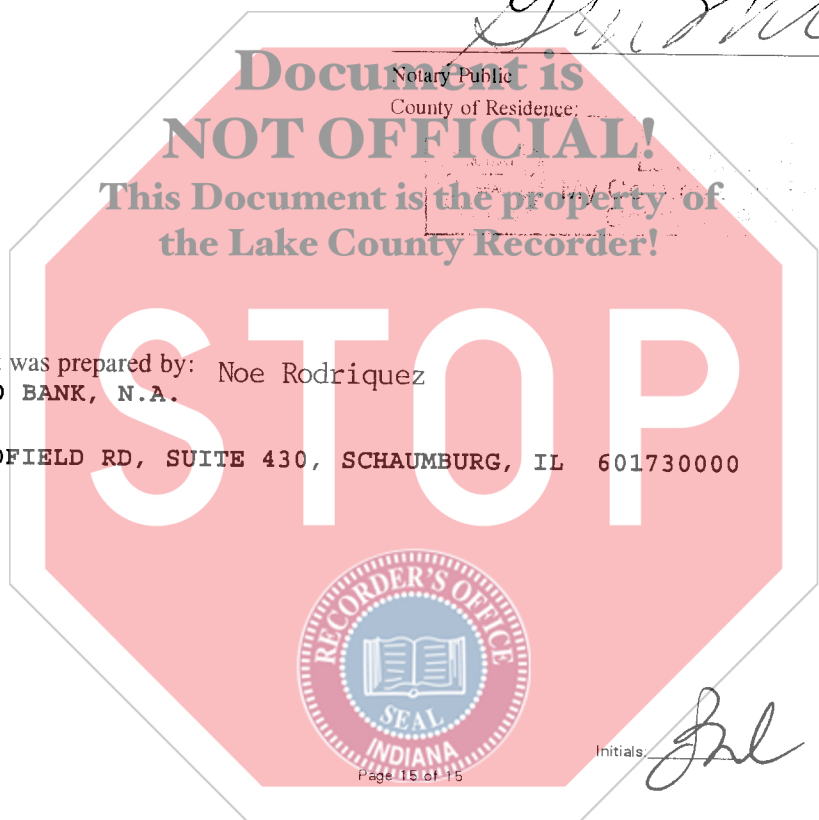 Document is
Notary Public
County of Residence:
NOT OFFICIAL!
This Document is the property of
the Lake County Recorder!
STOP
was prepared by: Noe Rodriquez
BANK, N.A.
FIELD RD, SUITE 430, SCHAUMBURG, IL 601730000
RECORDER'S OFFICE
SEAL
INDIANA
Initials:
Page 15 of 15